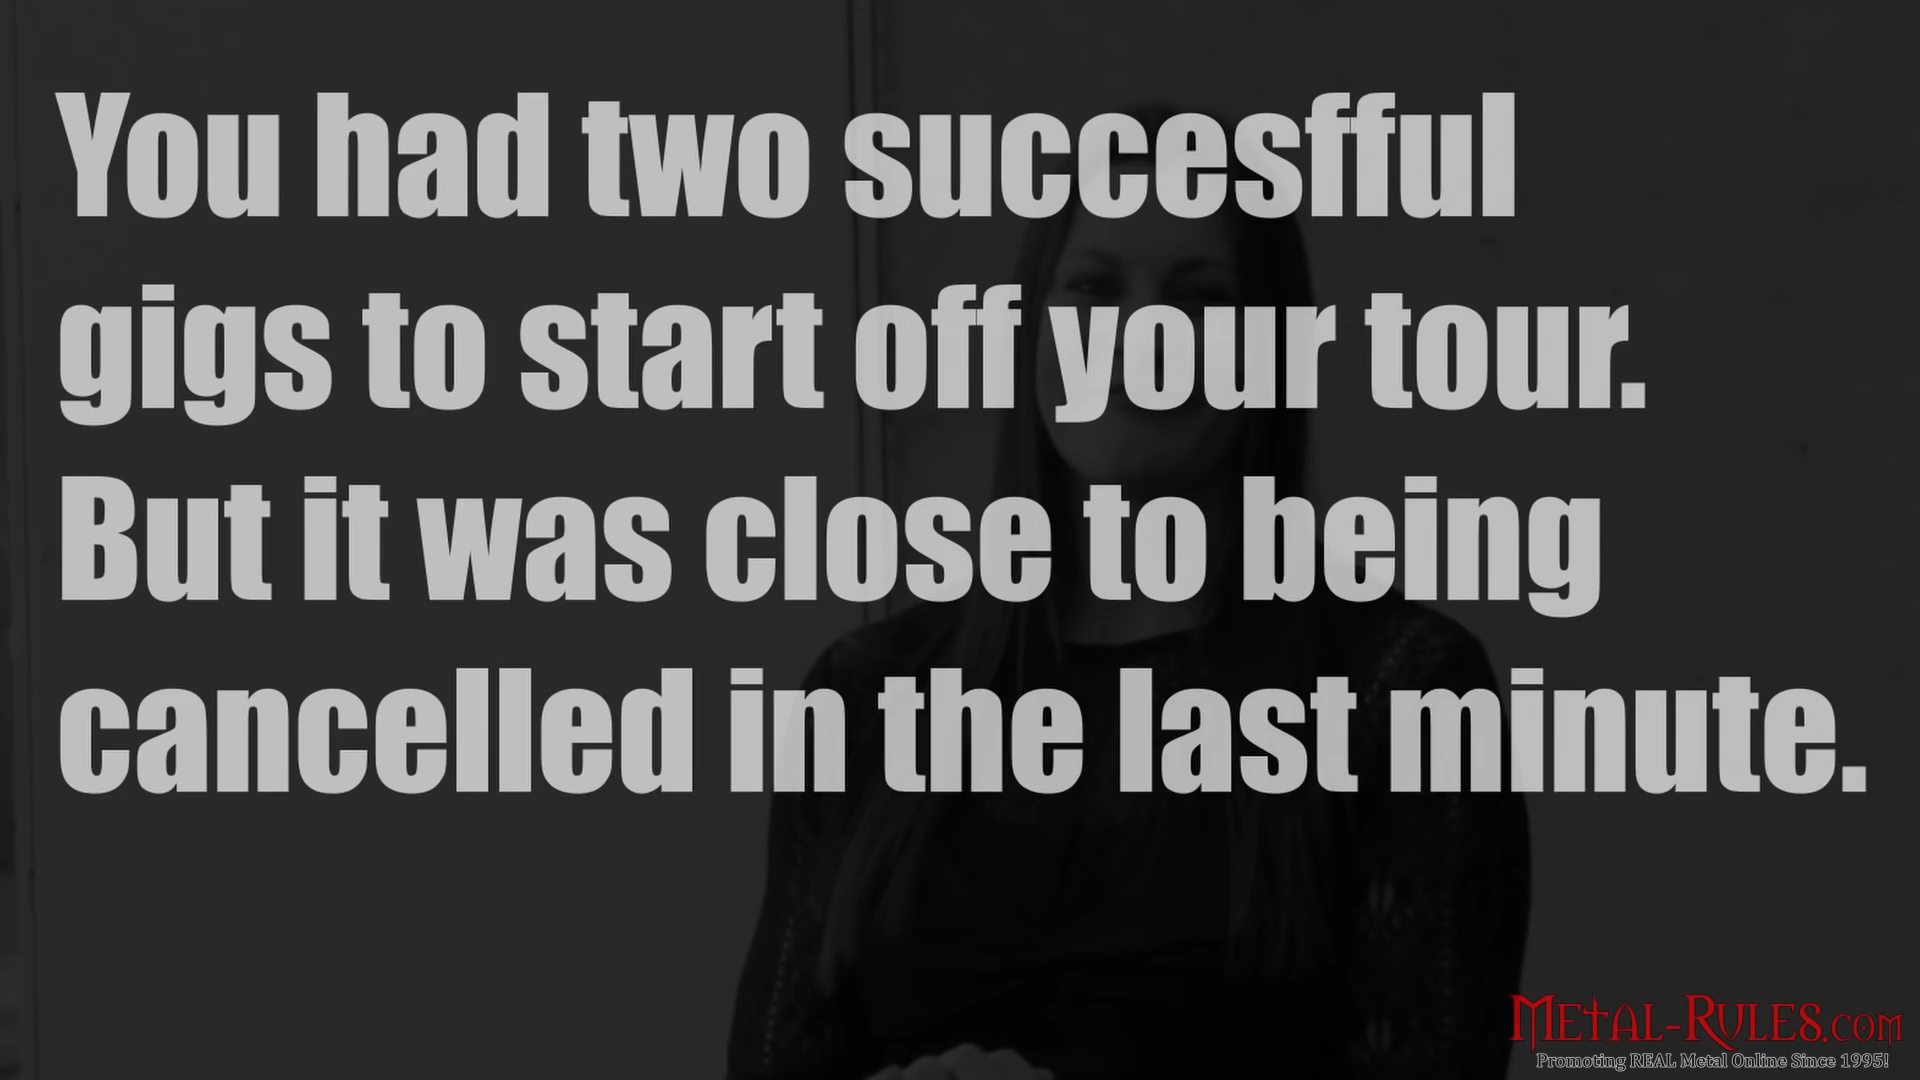 You had two succesfful
gigs to start off your tour.
But it was close to being
cancelled in the last minute.
METAL-RULES.COM
Promoting REAL Metal Online Since 1995!